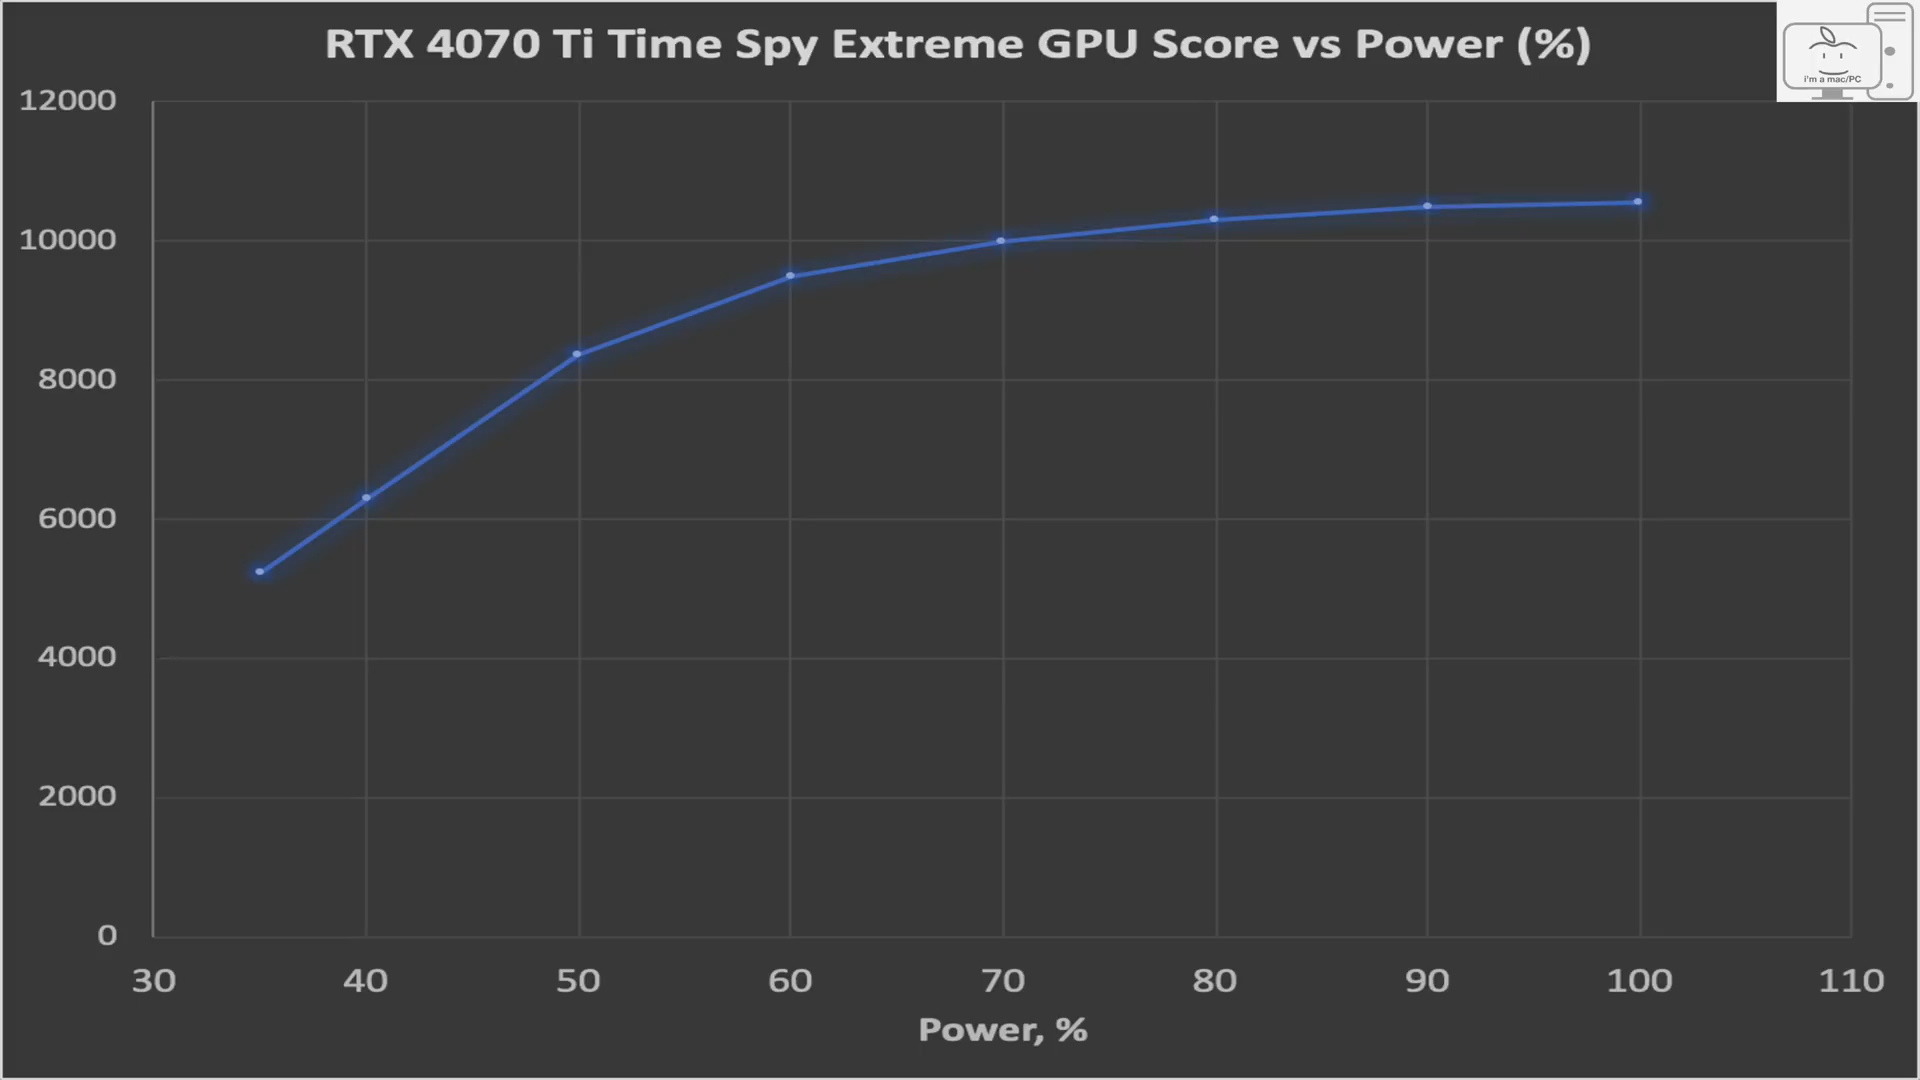 RTX 4070 Ti Time Spy Extreme GPU Score vs Power (%)
i'm a mac/PC
12000
10000
8000
6000
4000
2000
0
30 40 50 60 70 80 90 100 110
Power, %